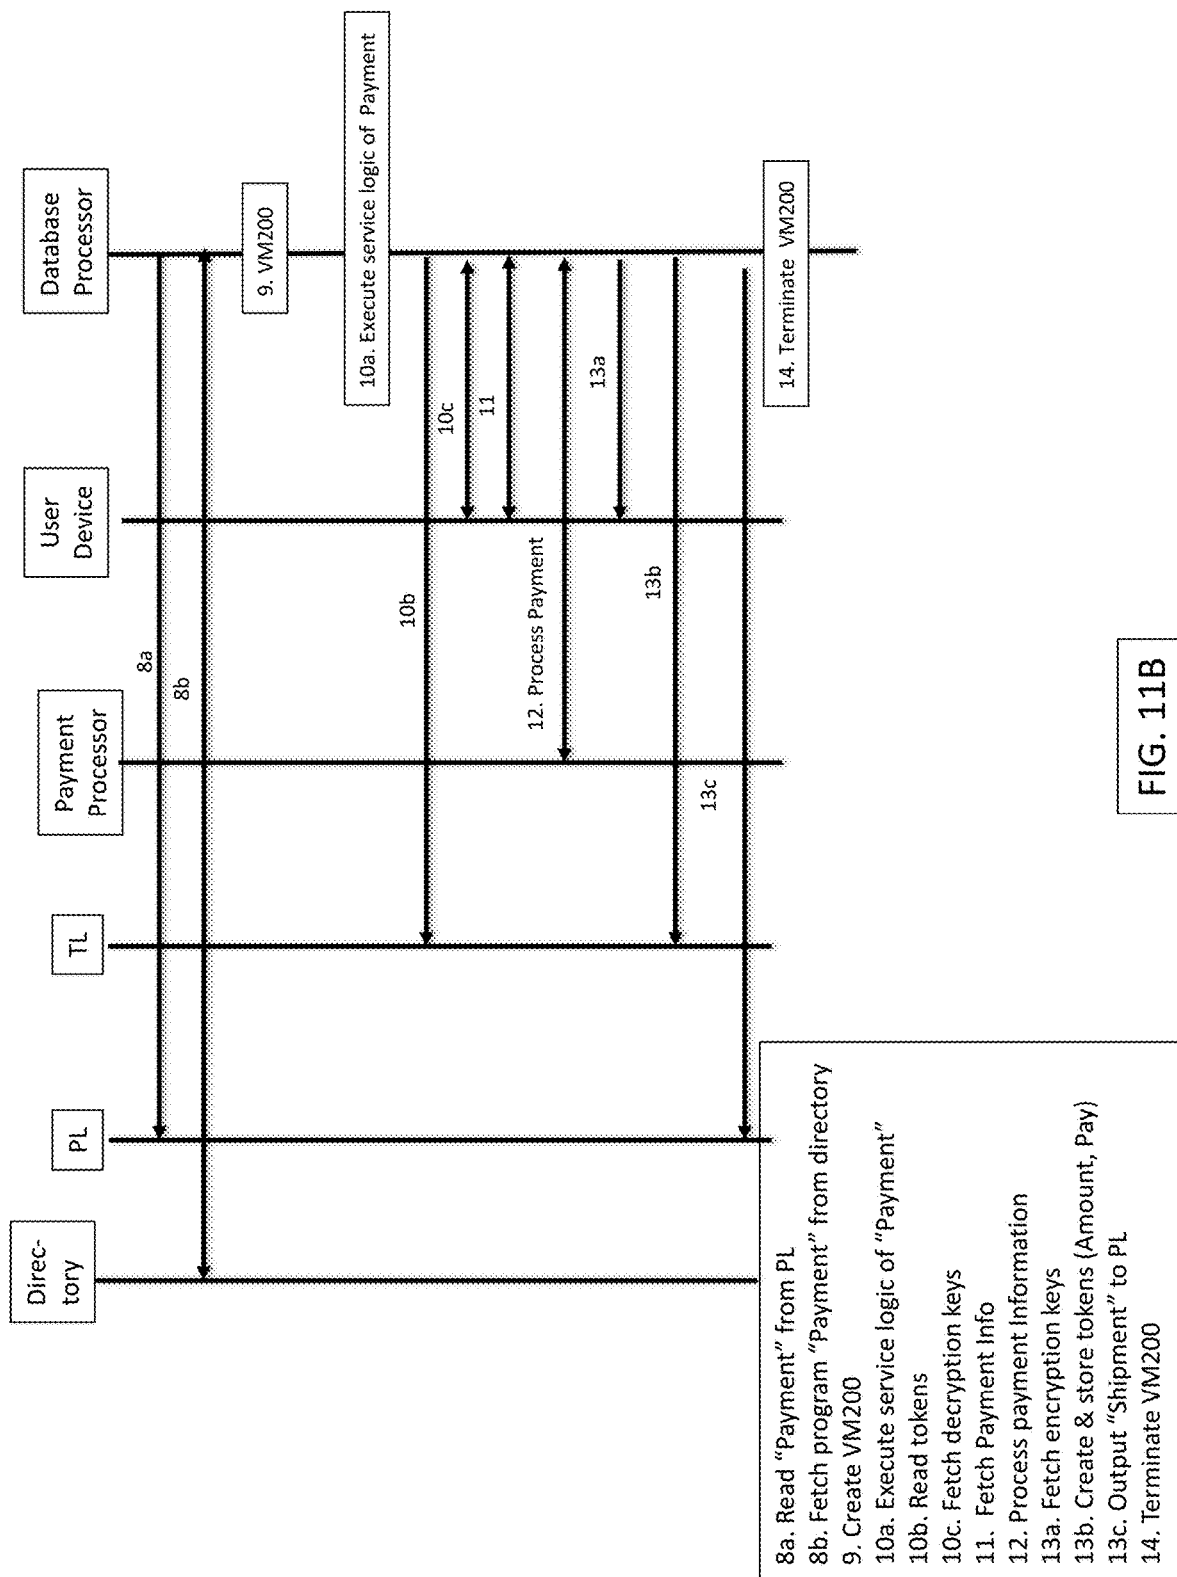 Direc-
tory
PL
TL
Payment
Processor
User
Device
Database
Processor
8a
8b
9. VM200
10a. Execute service logic of Payment
10b
10c
11
12. Process Payment
13a
13b
13c
14. Terminate VM200
8a. Read “Payment” from PL
8b. Fetch program “Payment” from directory
9. Create VM200
10a. Execute service logic of “Payment”
10b. Read tokens
10c. Fetch decryption keys
11. Fetch Payment Info
12. Process payment Information
13a. Fetch encryption keys
13b. Create & store tokens (Amount, Pay)
13c. Output “Shipment” to PL
14. Terminate VM200
FIG. 11B